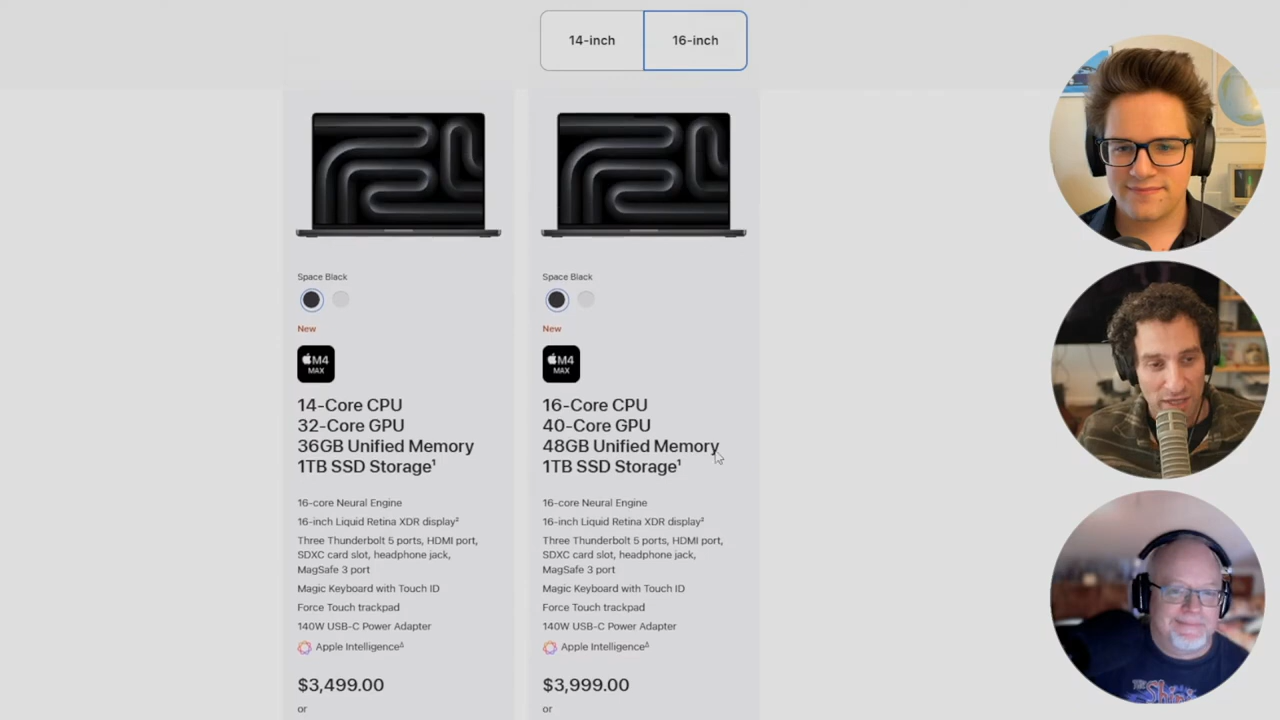 14-inch
16-inch
Space Black
New
M4
MAX
14-Core CPU
32-Core GPU
36GB Unified Memory
1TB SSD Storage¹
16-core Neural Engine
16-inch Liquid Retina XDR display²
Three Thunderbolt 5 ports, HDMI port,
SDXC card slot, headphone jack,
MagSafe 3 port
Magic Keyboard with Touch ID
Force Touch trackpad
140W USB-C Power Adapter
Apple Intelligence∆
$3,499.00
or
Space Black
New
M4
MAX
16-Core CPU
40-Core GPU
48GB Unified Memory
1TB SSD Storage¹
16-core Neural Engine
16-inch Liquid Retina XDR display²
Three Thunderbolt 5 ports, HDMI port,
SDXC card slot, headphone jack,
MagSafe 3 port
Magic Keyboard with Touch ID
Force Touch trackpad
140W USB-C Power Adapter
Apple Intelligence∆
$3,999.00
or